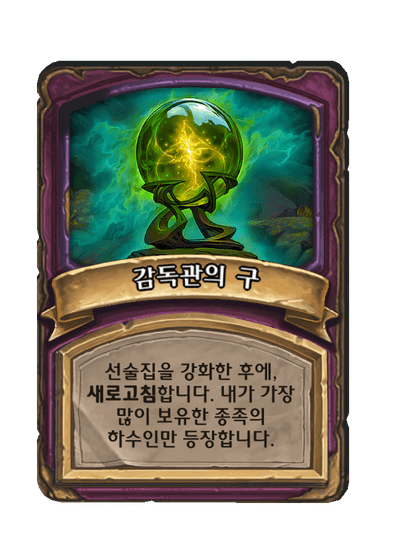 감독관의 구
선술집을 강화한 후에,
새로고침합니다. 내가 가장
많이 보유한 종족의
하수인만 등장합니다.